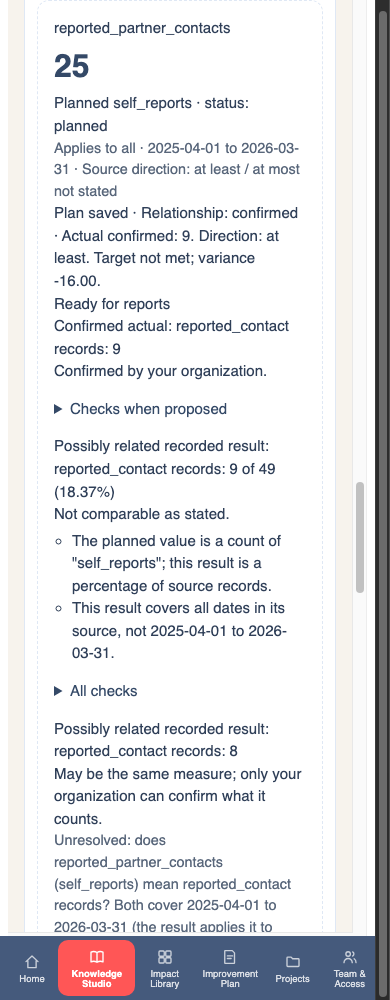 reported_partner_contacts
25
Planned self_reports · status:
planned
Applies to all · 2025-04-01 to 2026-03-
31 · Source direction: at least / at most
not stated
Plan saved · Relationship: confirmed
· Actual confirmed: 9. Direction: at
least. Target not met; variance
-16.00.
Ready for reports
Confirmed actual: reported_contact
records: 9
Confirmed by your organization.
▶ Checks when proposed
Possibly related recorded result:
reported_contact records: 9 of 49
(18.37%)
Not comparable as stated.
The planned value is a count of
"self_reports"; this result is a
percentage of source records.
This result covers all dates in its
source, not 2025-04-01 to 2026-
03-31.
▶ All checks
Possibly related recorded result:
reported_contact records: 8
May be the same measure; only your
organization can confirm what it
counts.
Unresolved: does
reported_partner_contacts
(self_reports) mean reported_contact
records? Both cover 2025-04-01 to
2026-03-31 (the result applies it to
Home
Knowledge
Studio
Impact
Library
Improvement
Plan
Projects
Team &
Access